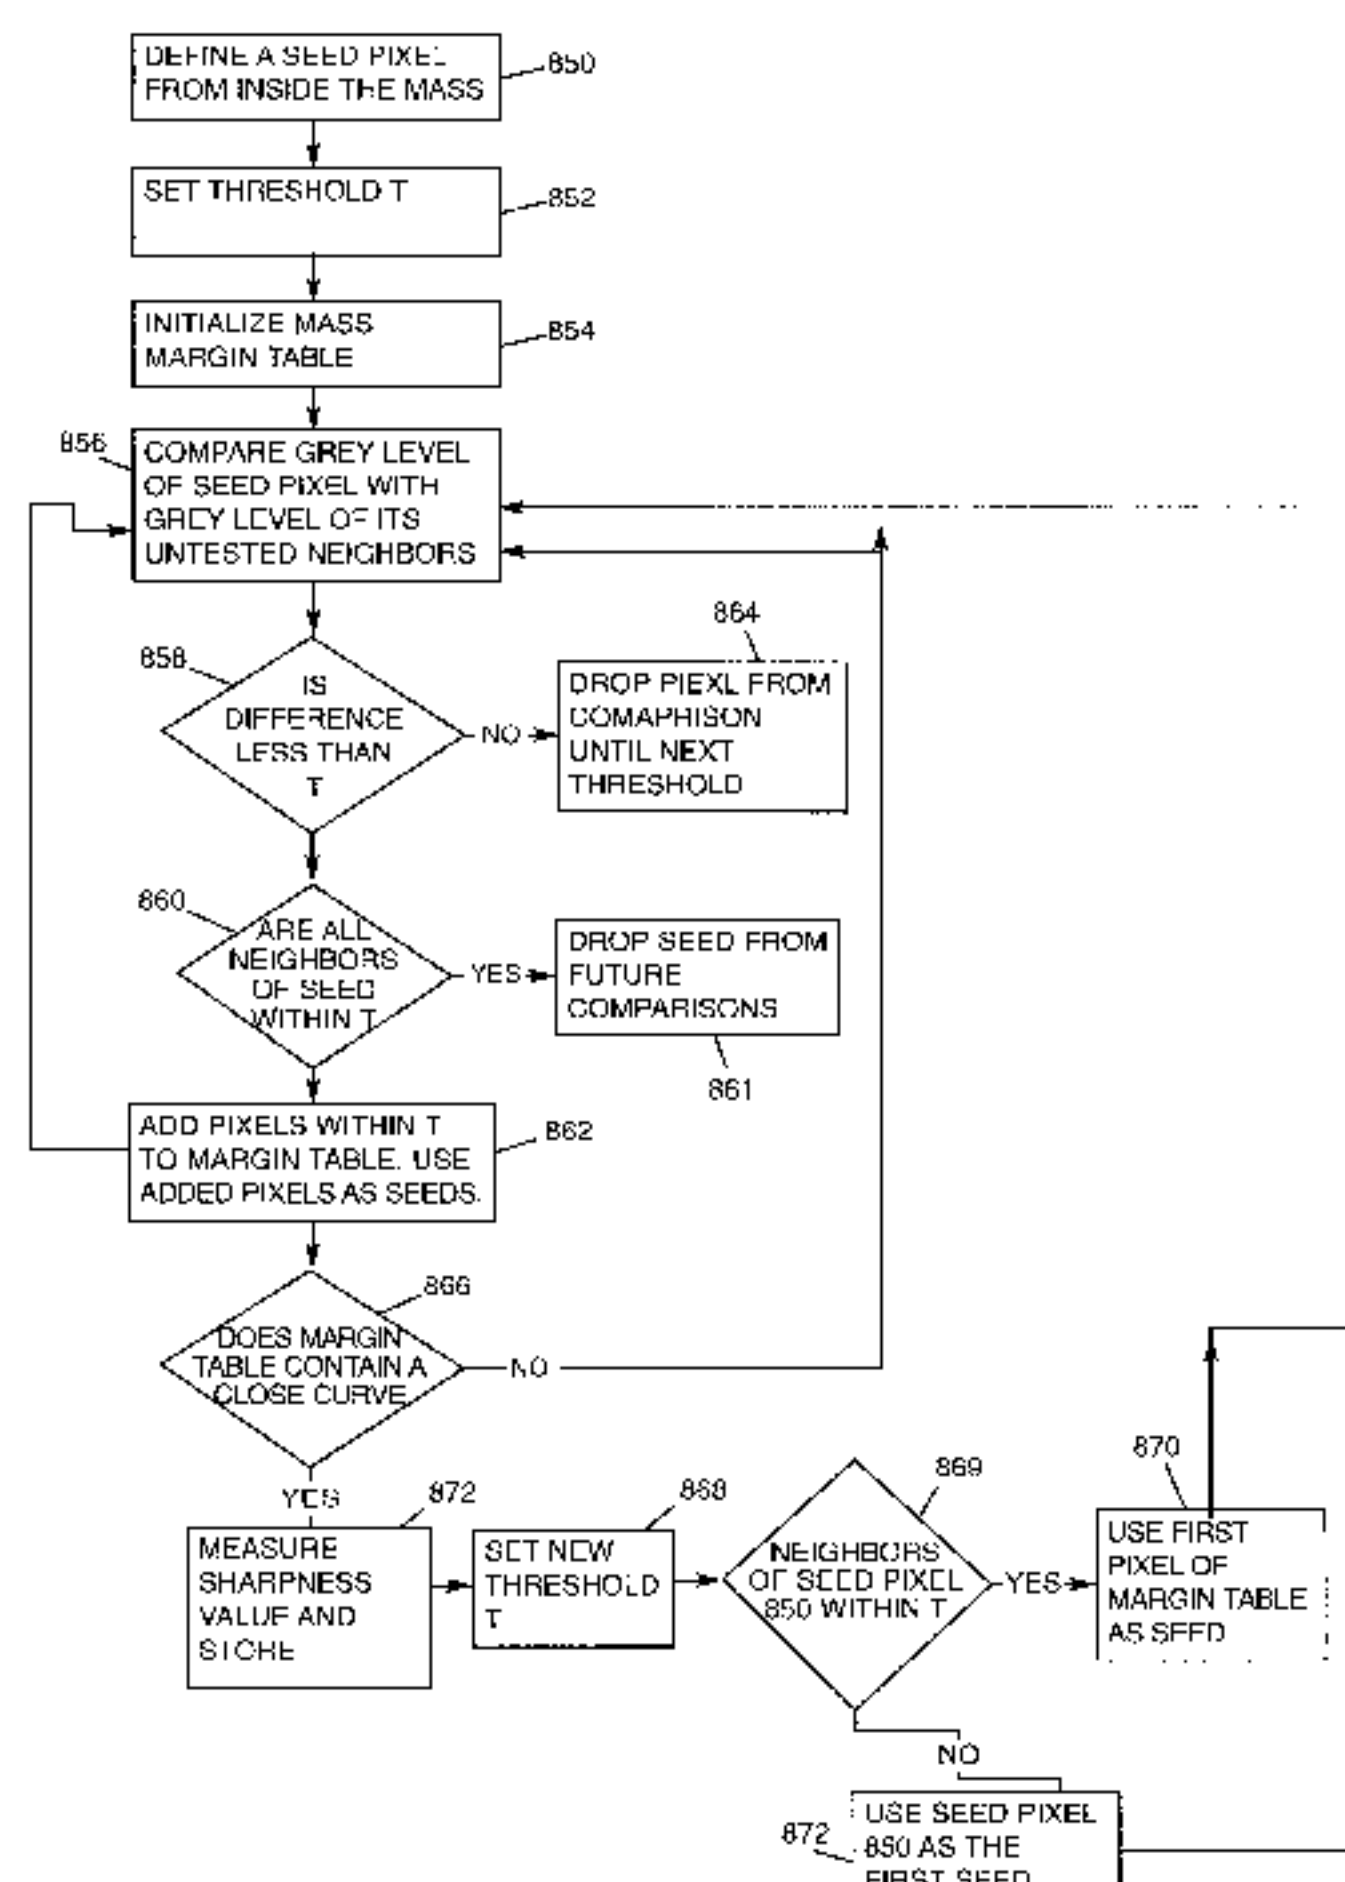 DEFINE A SEED PIXEL
FROM INSIDE THE MASS
850
SET THRESHOLD T
852
INITIALIZE MASS
MARGIN TABLE
854
856
COMPARE GREY LEVEL
OF SEED PIXEL WITH
GREY LEVEL OF ITS
UNTESTED NEIGHBORS
858
IS
DIFFERENCE
LESS THAN
T
NO
864
DROP PIEXL FROM
COMAPHISON
UNTIL NEXT
THRESHOLD
860
ARE ALL
NEIGHBORS
OF SEED
WITHIN T
YES
DROP SEED FROM
FUTURE
COMPARISONS
861
ADD PIXELS WITHIN T
TO MARGIN TABLE. USE
ADDED PIXELS AS SEEDS.
862
866
DOES MARGIN
TABLE CONTAIN A
CLOSE CURVE
NO
YES
872
MEASURE
SHARPNESS
VALUE AND
STORE
868
SET NEW
THRESHOLD
T
869
NEIGHBORS
OF SEED PIXEL
850 WITHIN T
YES
870
USE FIRST
PIXEL OF
MARGIN TABLE
AS SEED
NO
872
USE SEED PIXEL
850 AS THE
FIRST SEED